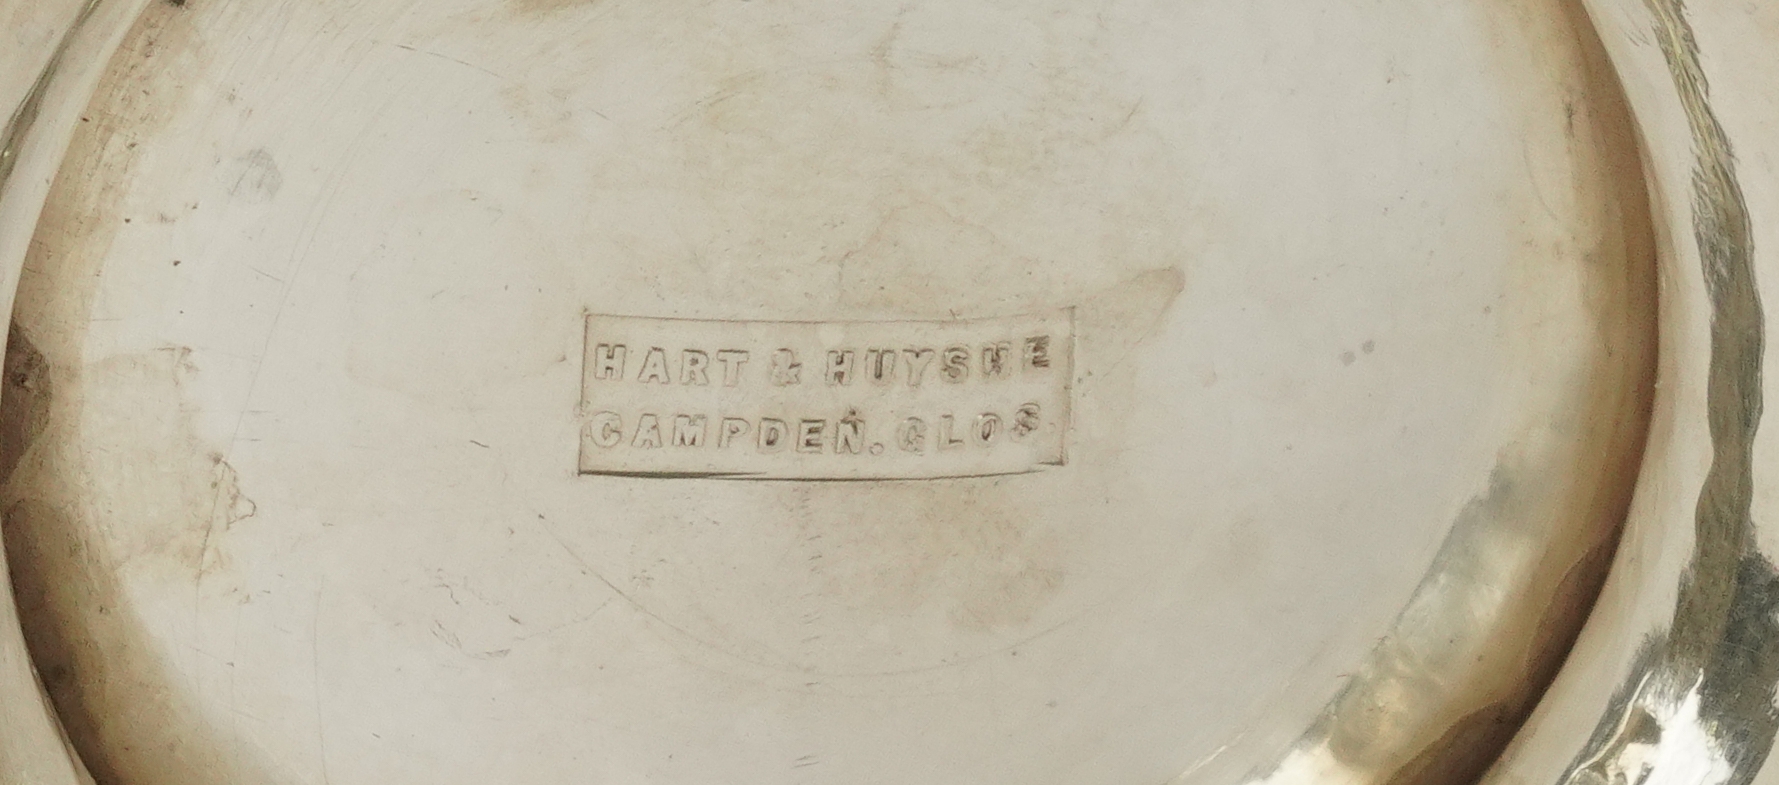 HART & HUYSHE
CAMPDEN. GLOS.